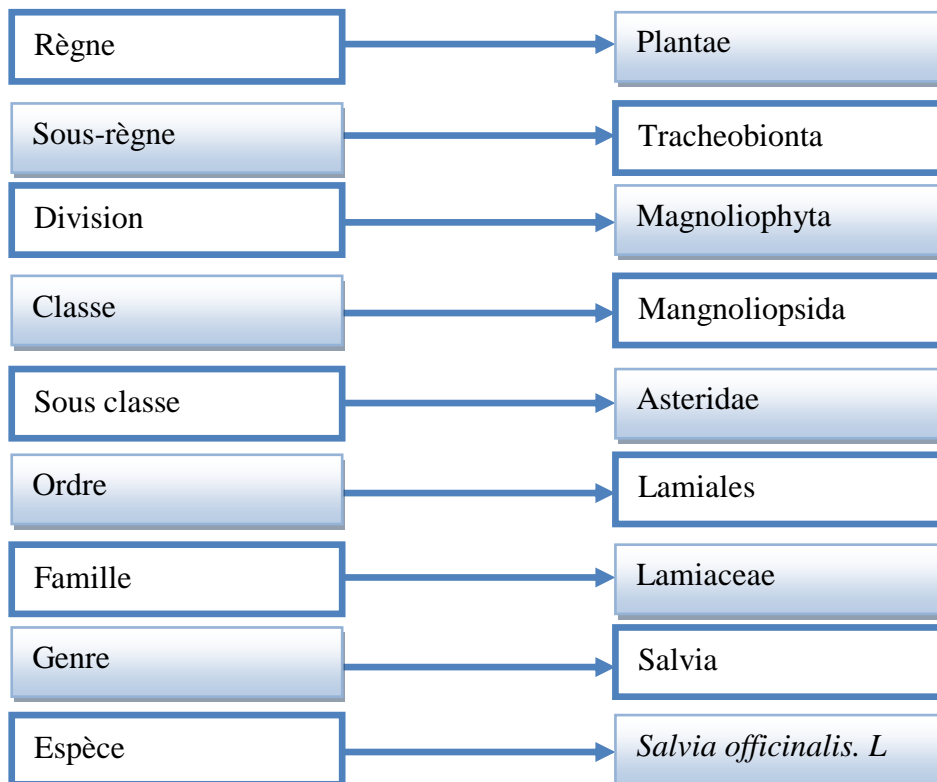 Règne Plantae
Sous-règne Tracheobionta
Division Magnoliophyta
Classe Mangnoliopsida
Sous classe Asteridae
Ordre Lamiales
Famille Lamiaceae
Genre Salvia
Espèce Salvia officinalis. L